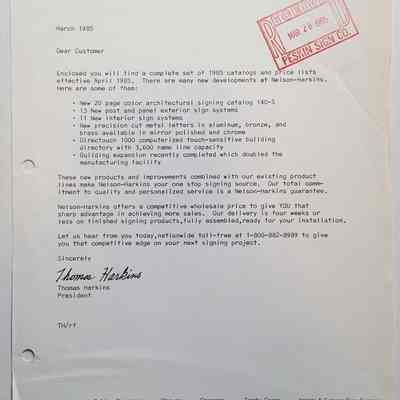 March 1985
MAR 26 1985
PESKIN SIGN CO.
Dear Customer
Enclosed you will find a complete set of 1985 catalogs and price lists
effective April 1985. There are many new developments at Nelson-Harkins.
Here are some of them:
· New 20 page color architectural signing catalog 140-S
· 13 New post and panel exterior sign systems
· 11 New interior sign systems
· New precision cut metal letters in aluminum, bronze, and
brass available in mirror polished and chrome
· Directouch 1000 computerized touch-sensitive building
directory with 3,600 name line capacity
· Building expansion recently completed which doubled the
manufacturing facility
These new products and improvements combined with our existing product
lines make Nelson-Harkins your one stop signing source. Our total comm-
itment to quality and personalized service is a Nelson-Harkins guarantee.
Nelson-Harkins offers a competitive wholesale price to give YOU that
sharp advantage in achieving more sales. Our delivery is four weeks or
less on finished signing products,fully assembled,ready for your installation.
Let us hear from you today,nationwide toll-free at 1-800-882-8989 to give
you that competitive edge on your next signing project.
Sincerely
Thomas Harkins
Thomas Harkins
President
TH/rf